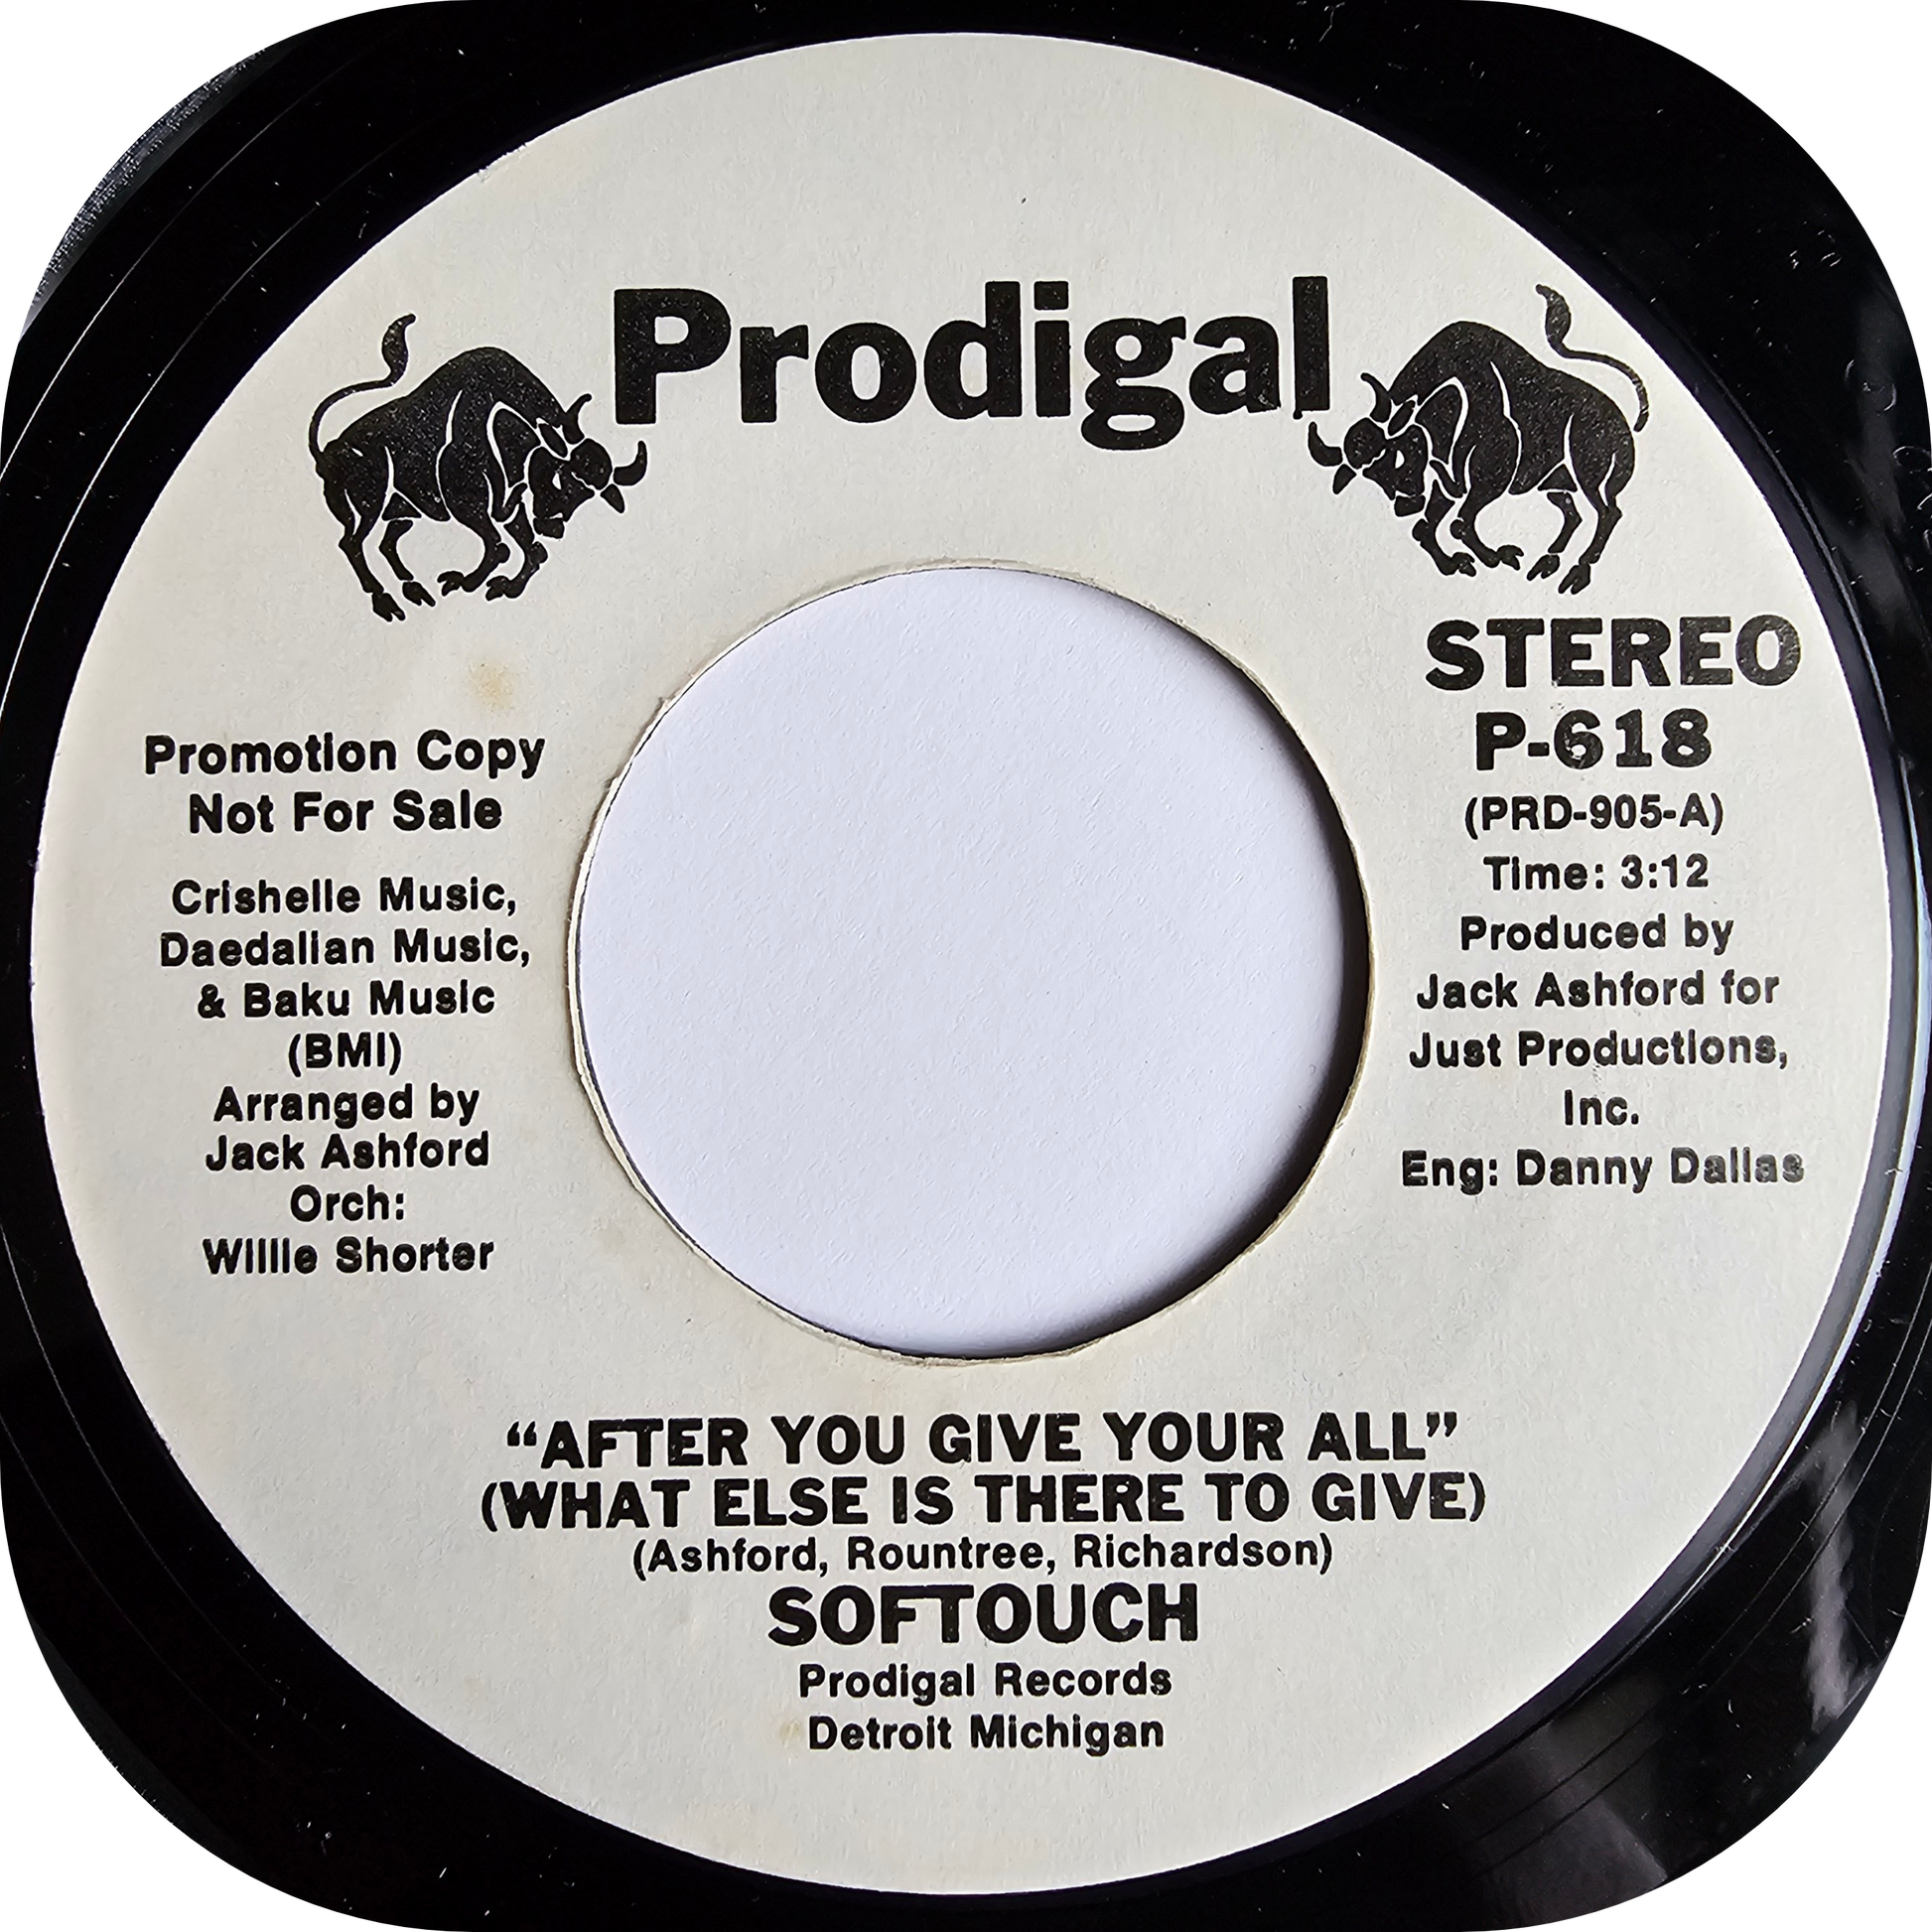 Prodigal
STEREO
P-618
(PRD-905-A)
Time: 3:12
Produced by
Jack Ashford for
Just Productions,
Inc.
Eng: Danny Dallas
Promotion Copy
Not For Sale
Crishelle Music,
Daedalian Music,
& Baku Music
(BMI)
Arranged by
Jack Ashford
Orch:
Willie Shorter
“AFTER YOU GIVE YOUR ALL”
(WHAT ELSE IS THERE TO GIVE)
(Ashford, Rountree, Richardson)
SOFTOUCH
Prodigal Records
Detroit Michigan